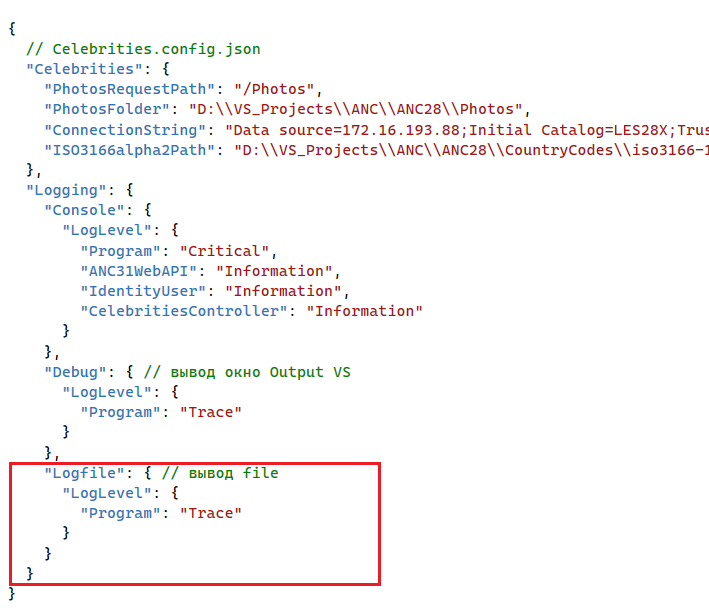 {
  // Celebrities.config.json
  "Celebrities": {
    "PhotosRequestPath": "/Photos",
    "PhotosFolder": "D:\\VS_Projects\\ANC\\ANC28\\Photos",
    "ConnectionString": "Data source=172.16.193.88;Initial Catalog=LES28X;Trus
    "ISO3166alpha2Path": "D:\\VS_Projects\\ANC\\ANC28\\CountryCodes\\iso3166-1
  },
  "Logging": {
    "Console": {
      "LogLevel": {
        "Program": "Critical",
        "ANC31WebAPI": "Information",
        "IdentityUser": "Information",
        "CelebritiesController": "Information"
      }
    },
    "Debug": { // вывод окно Output VS
      "LogLevel": {
        "Program": "Trace"
      }
    },
    "Logfile": { // вывод file
      "LogLevel": {
        "Program": "Trace"
      }
    }
  }
}